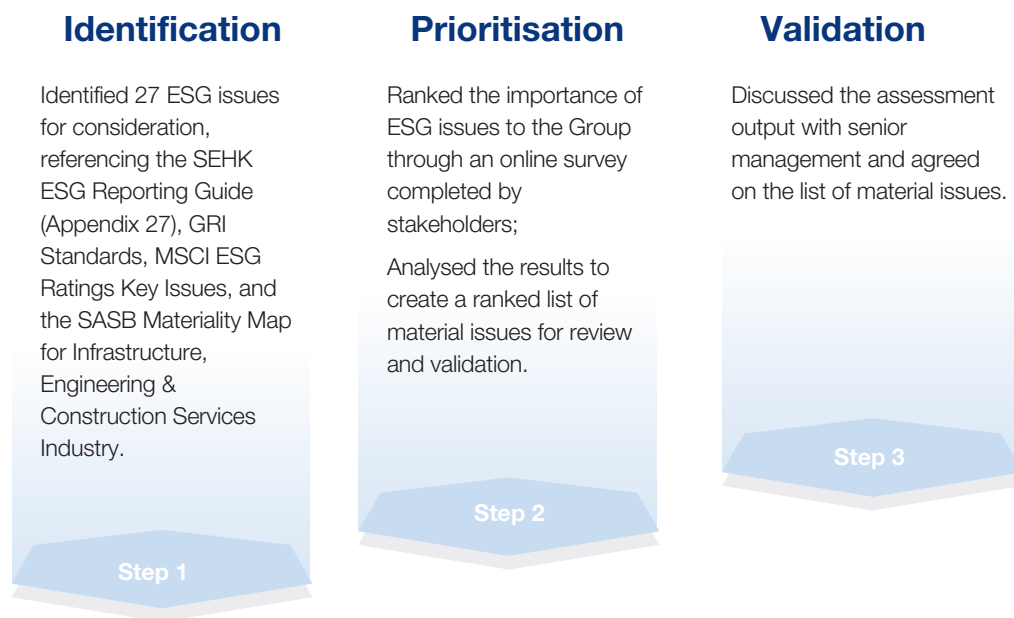 Identification
Identified 27 ESG issues
for consideration,
referencing the SEHK
ESG Reporting Guide
(Appendix 27), GRI
Standards, MSCI ESG
Ratings Key Issues, and
the SASB Materiality Map
for Infrastructure,
Engineering &
Construction Services
Industry.
Step 1
Prioritisation
Ranked the importance of
ESG issues to the Group
through an online survey
completed by
stakeholders;
Analysed the results to
create a ranked list of
material issues for review
and validation.
Step 2
Validation
Discussed the assessment
output with senior
management and agreed
on the list of material issues.
Step 3